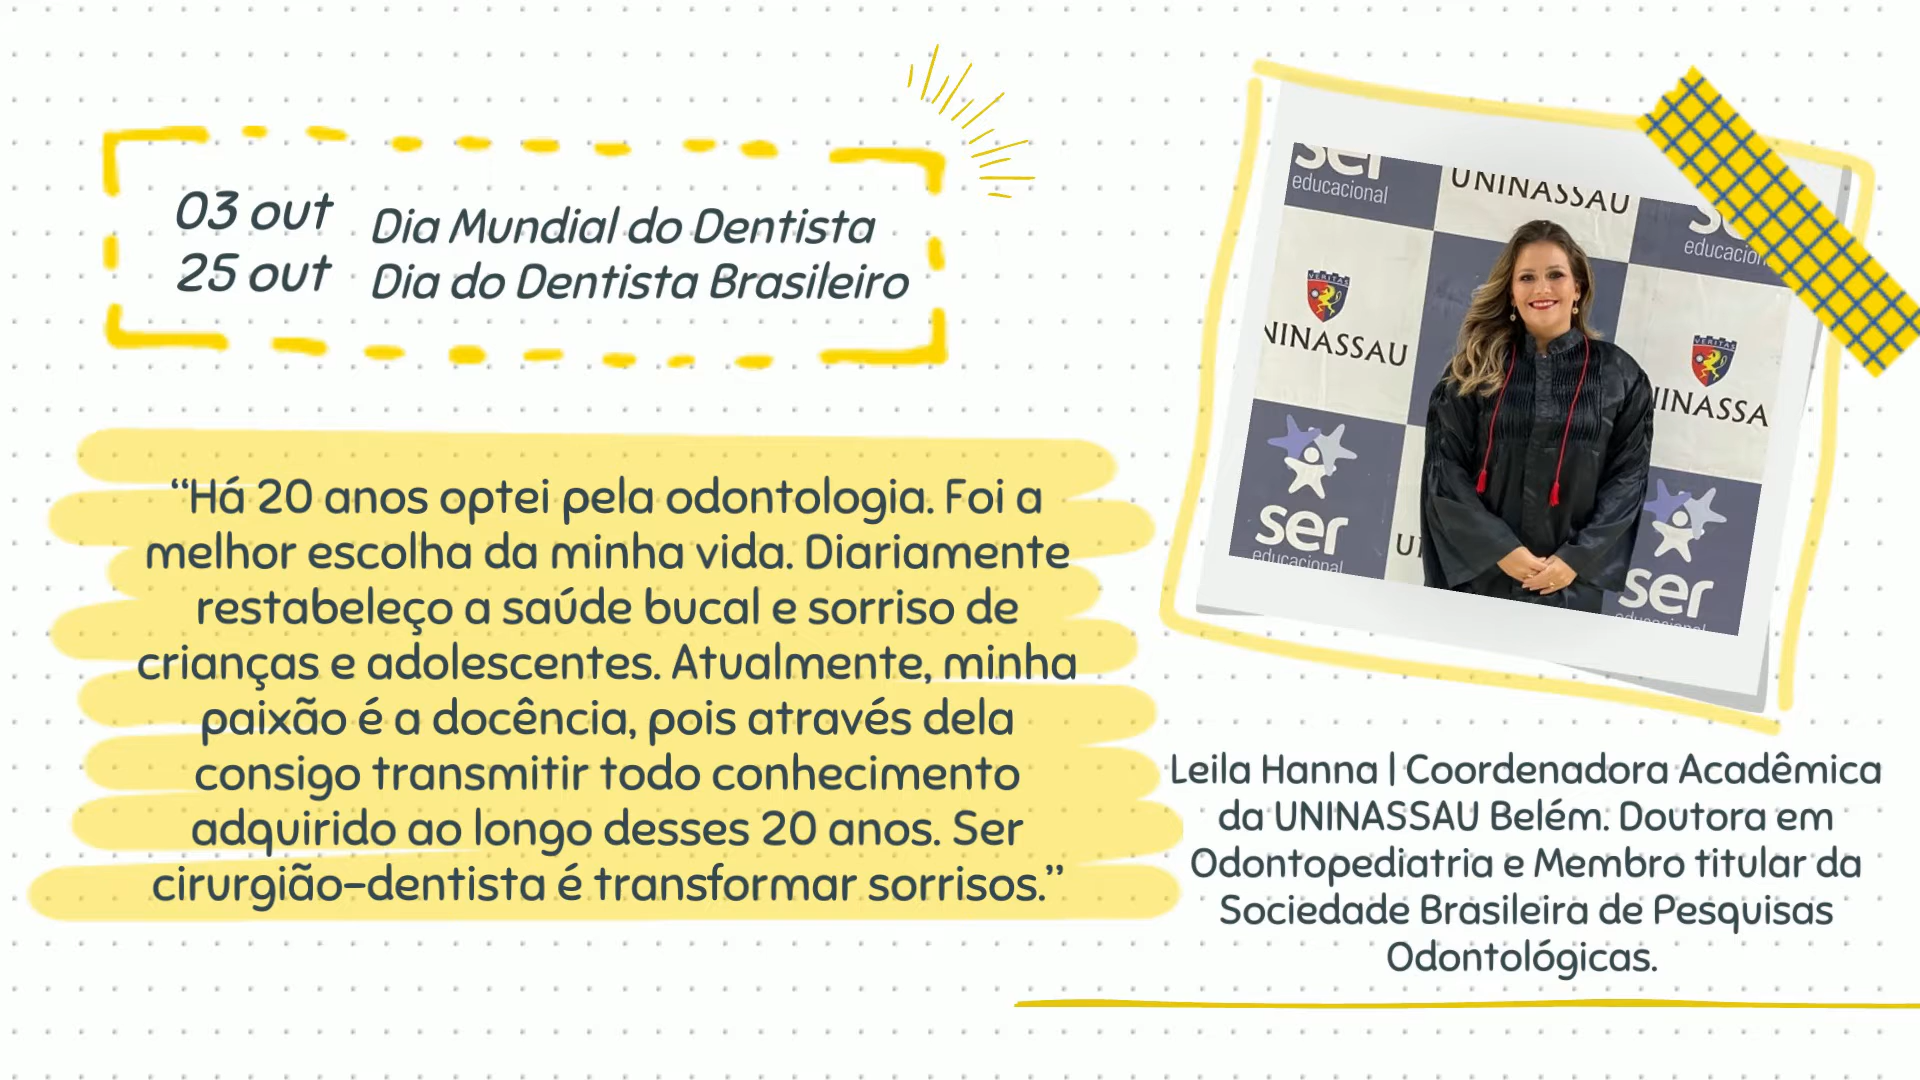 03 out
25 out
Dia Mundial do Dentista
Dia do Dentista Brasileiro
“Há 20 anos optei pela odontologia. Foi a
melhor escolha da minha vida. Diariamente
restabeleço a saúde bucal e sorriso de
crianças e adolescentes. Atualmente, minha
paixão é a docência, pois através dela
consigo transmitir todo conhecimento
adquirido ao longo desses 20 anos. Ser
cirurgião-dentista é transformar sorrisos.”
ser
educacional
UNINASSAU
educacion
VERITAS
NINASSAU
VERITAS
NINASSA
ser
educacional
ser
Leila Hanna | Coordenadora Acadêmica
da UNINASSAU Belém. Doutora em
Odontopediatria e Membro titular da
Sociedade Brasileira de Pesquisas
Odontológicas.